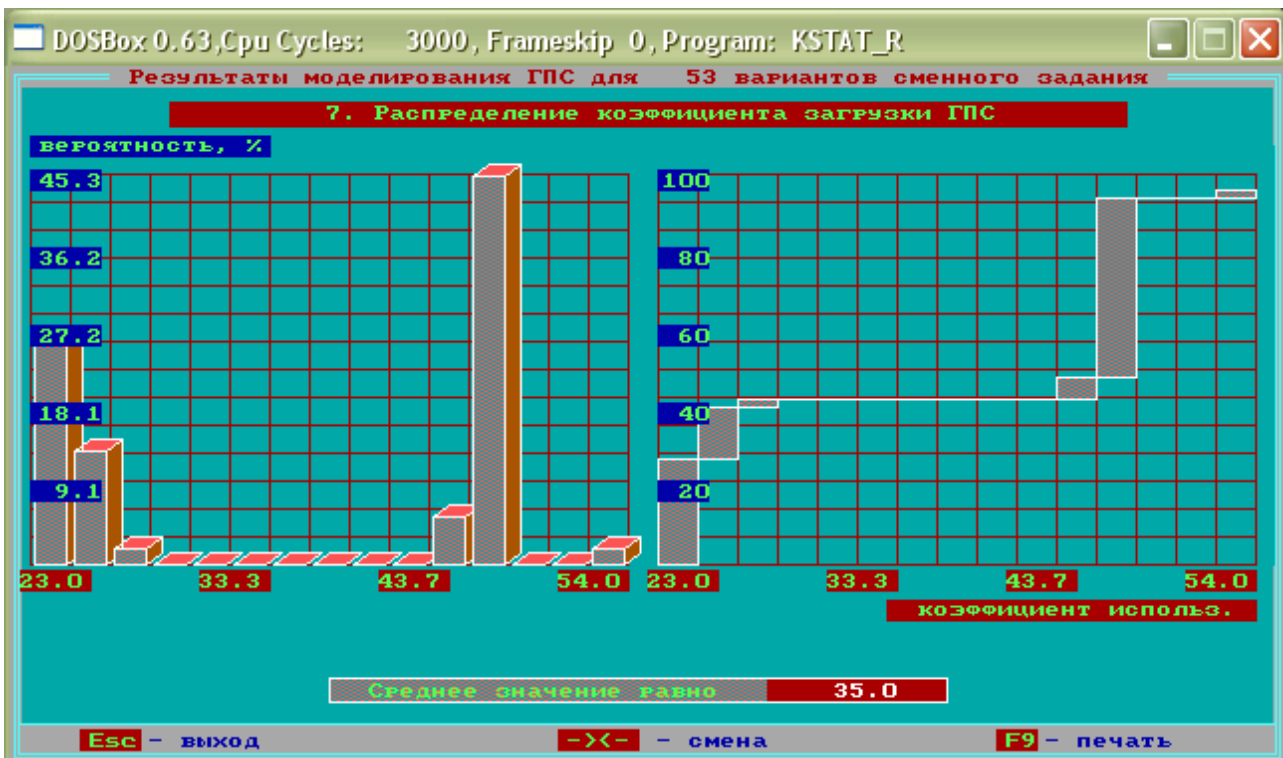 DOSBox 0.63,Cpu Cycles: 3000, Frameskip 0, Program: KSTAT_R
Результаты моделирования ГПС для 53 вариантов сменного задания
7. Распределение коэффициента загрузки ГПС
вероятность, %
45.3
36.2
27.2
18.1
9.1
23.0 33.3 43.7 54.0
100
80
60
40
20
23.0 33.3 43.7 54.0
коэффициент использ.
Среднее значение равно 35.0
Esc - выход -><- - смена F9 - печать